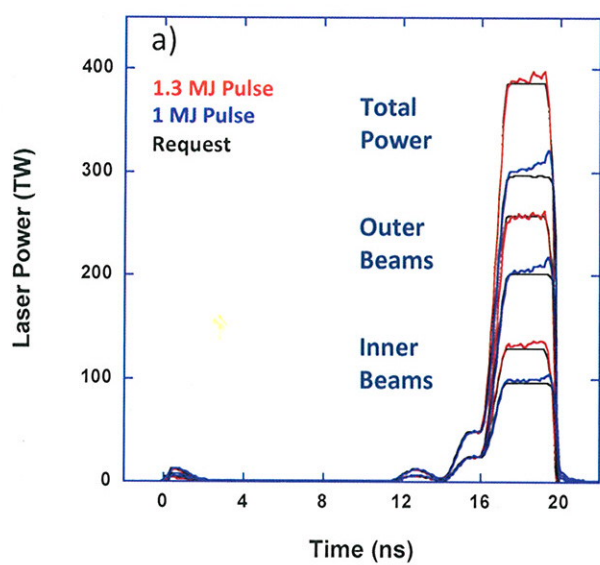 a)
400
1.3 MJ Pulse
1 MJ Pulse
Request
Total
Power
300
Outer
Beams
200
Inner
Beams
100
0
Laser Power (TW)
0 4 8 12 16 20
Time (ns)